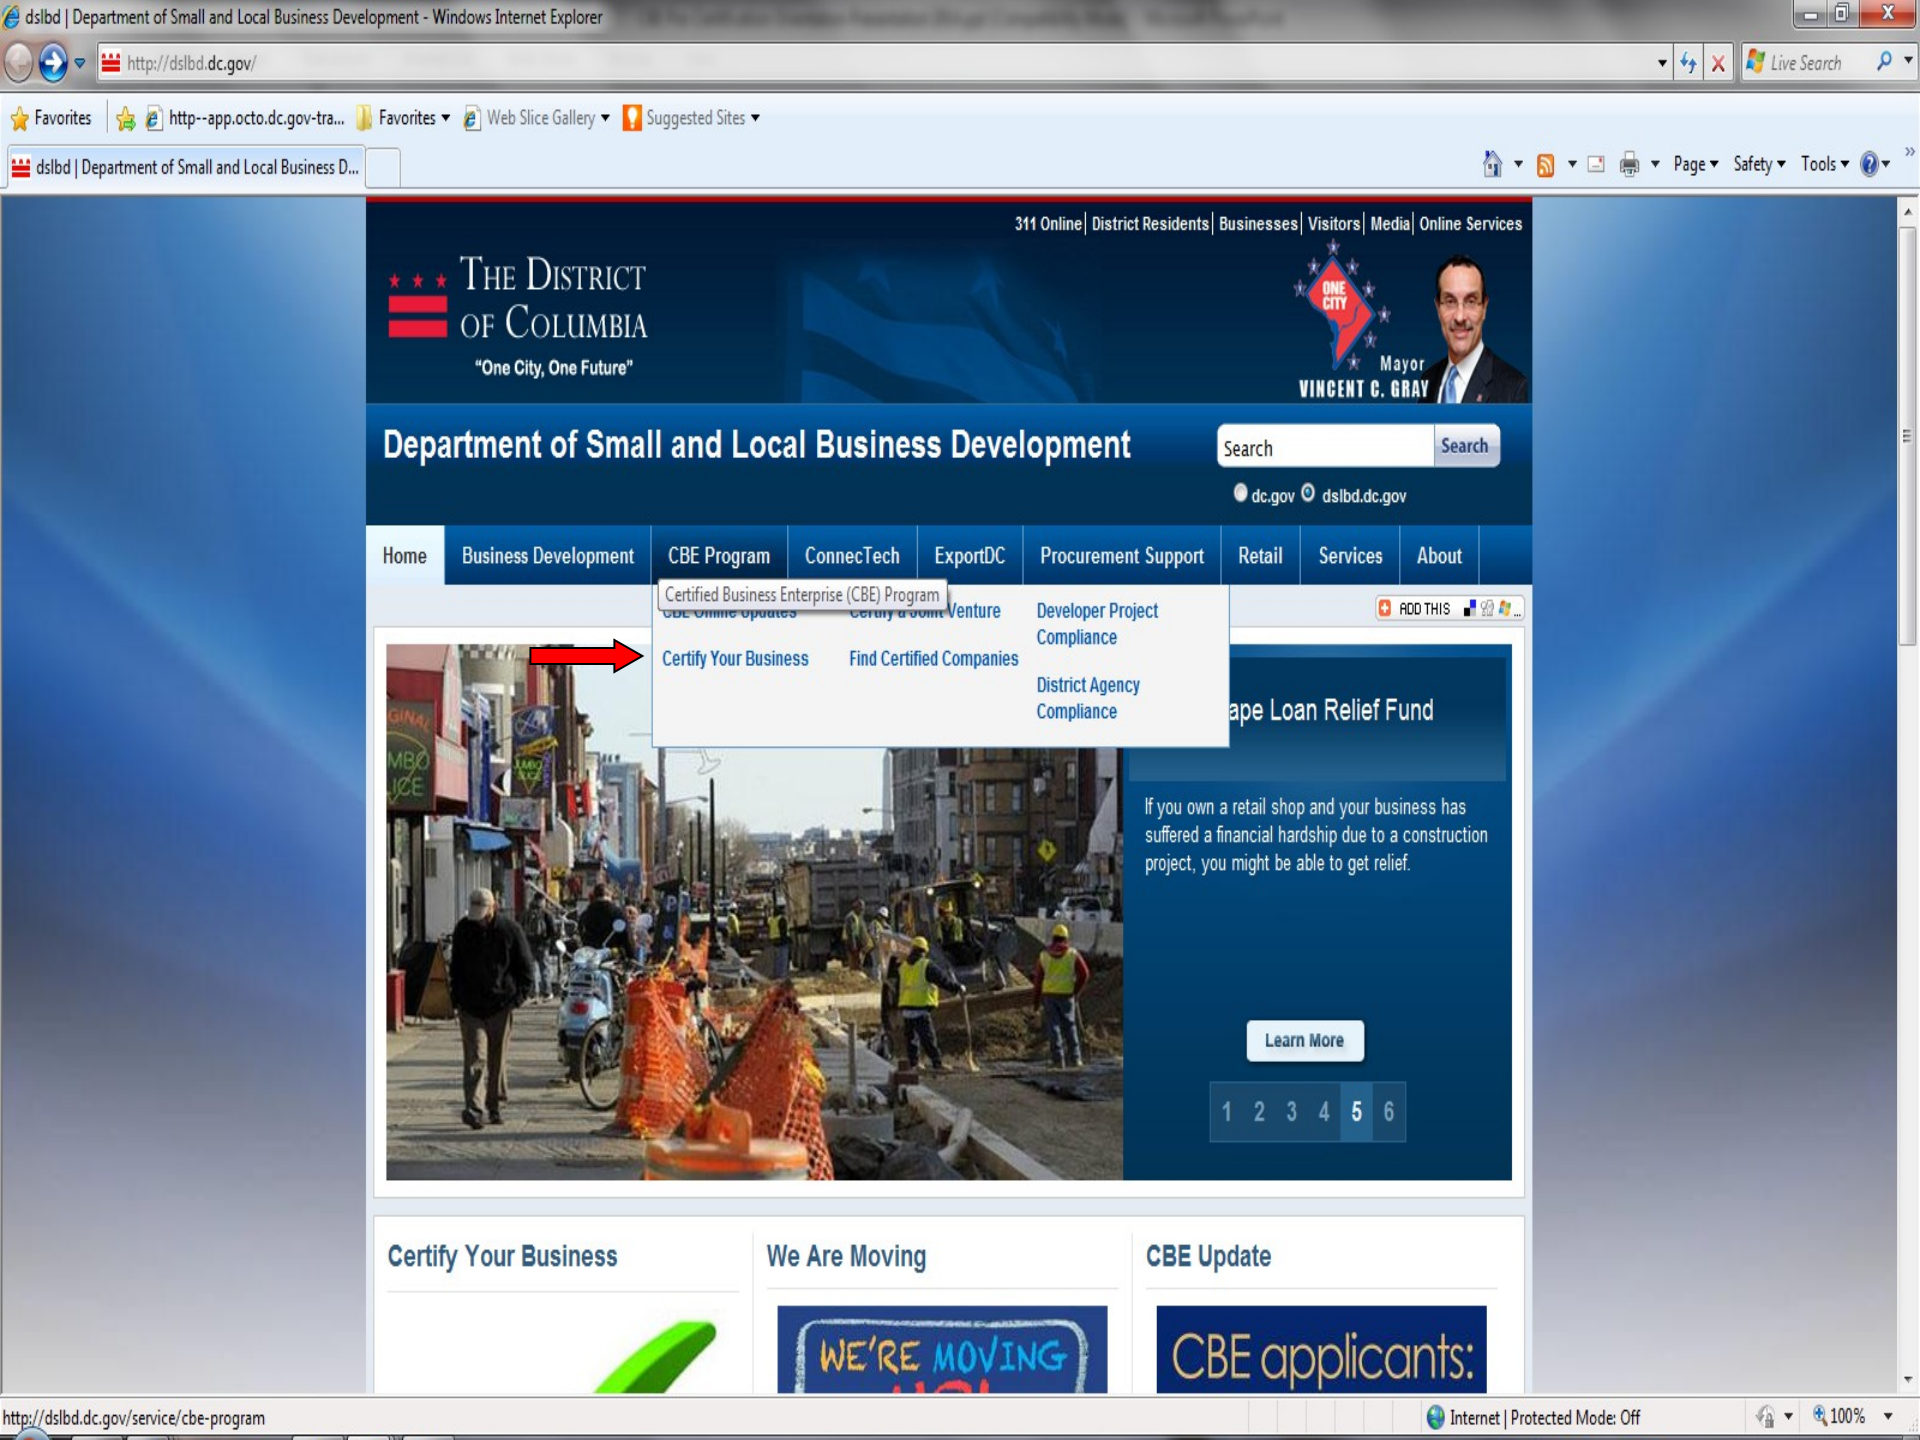 dslbd | Department of Small and Local Business Development - Windows Internet Explorer
http://dslbd.dc.gov/
Live Search
Favorites
http--app.octo.dc.gov-tra...
Favorites
Web Slice Gallery
Suggested Sites
dslbd | Department of Small and Local Business D...
Page
Safety
Tools
311 Online | District Residents | Businesses | Visitors | Media | Online Services
THE DISTRICT
OF COLUMBIA
"One City, One Future"
ONE
CITY
Mayor
VINCENT C. GRAY
Department of Small and Local Business Development
Search
Search
dc.gov
dslbd.dc.gov
Home
Business Development
CBE Program
ConnecTech
ExportDC
Procurement Support
Retail
Services
About
Certified Business Enterprise (CBE) Program
CBE Online Updates
Certify a Joint Venture
Developer Project
Compliance
ADD THIS
Certify Your Business
Find Certified Companies
District Agency
Compliance
ape Loan Relief Fund
JUMBO
SLICE
If you own a retail shop and your business has
suffered a financial hardship due to a construction
project, you might be able to get relief.
Learn More
1 2 3 4 5 6
Certify Your Business
We Are Moving
CBE Update
WE'RE MOVING
CBE applicants:
http://dslbd.dc.gov/service/cbe-program
Internet | Protected Mode: Off
100%